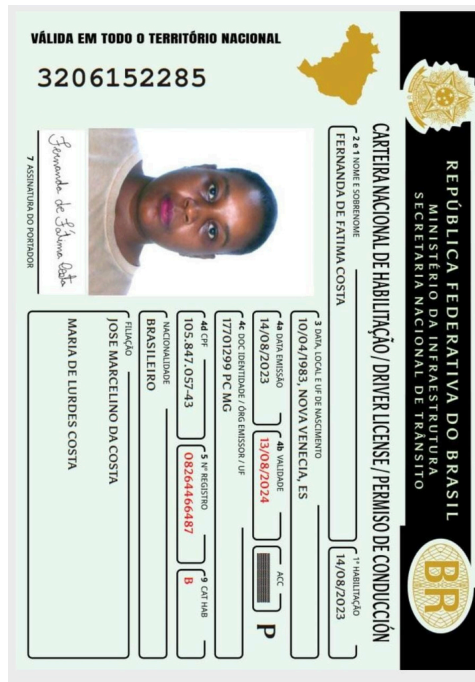 REPÚBLICA FEDERATIVA DO BRASIL
MINISTÉRIO DA INFRAESTRUTURA
SECRETARIA NACIONAL DE TRÂNSITO
BR
CARTEIRA NACIONAL DE HABILITAÇÃO / DRIVER LICENSE / PERMISO DE CONDUCCIÓN
2 e 1 NOME E SOBRENOME
FERNANDA DE FATIMA COSTA
1ª HABILITAÇÃO
14/08/2023
3 DATA, LOCAL E UF DE NASCIMENTO
10/04/1983, NOVA VENECIA, ES
4a DATA EMISSÃO
14/08/2023
4b VALIDADE
13/08/2024
ACC
P
4c DOC IDENTIDADE / ÓRG EMISSOR / UF
17701299 PC MG
4d CPF
105.847.057-43
5 Nº REGISTRO
08264466487
9 CAT HAB
B
NACIONALIDADE
BRASILEIRO
FILIAÇÃO
JOSE MARCELINO DA COSTA
MARIA DE LURDES COSTA
Fernanda de Fátima Costa
7 ASSINATURA DO PORTADOR
VÁLIDA EM TODO O TERRITÓRIO NACIONAL
3206152285